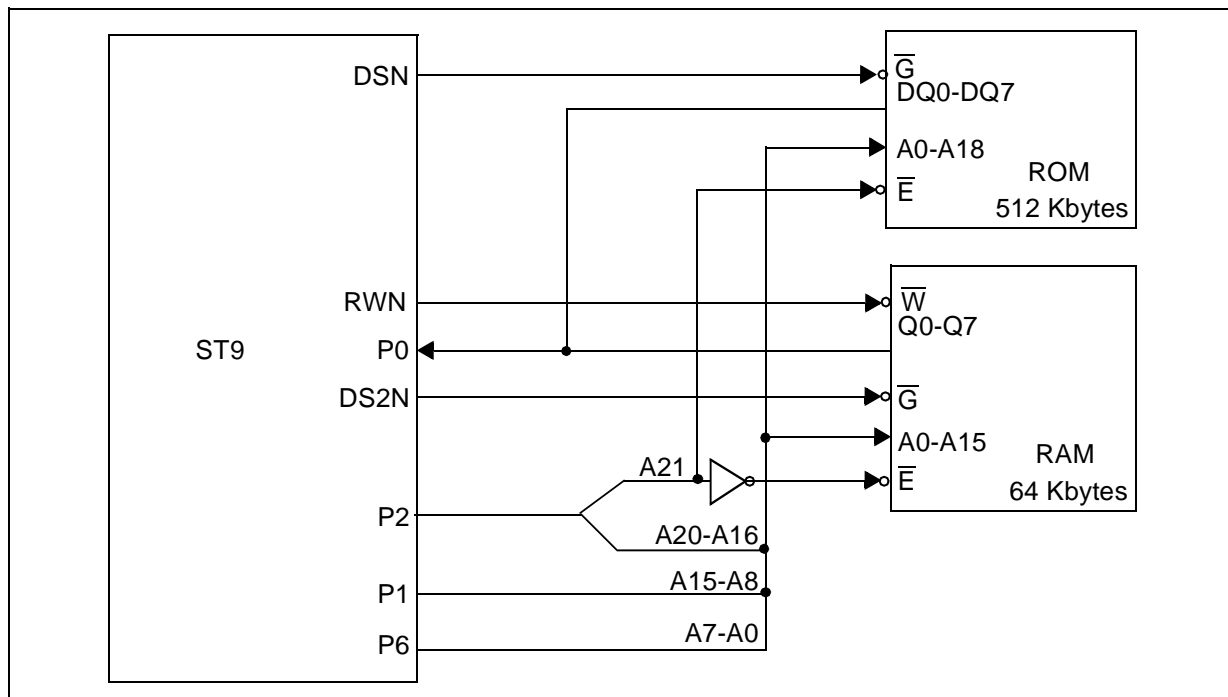 DSN
G̅
DQ0-DQ7
A0-A18
ROM
E̅
512 Kbytes
RWN
W̅
Q0-Q7
ST9
P0
DS2N
G̅
A0-A15
A21
RAM
E̅
64 Kbytes
P2
A20-A16
P1
A15-A8
P6
A7-A0